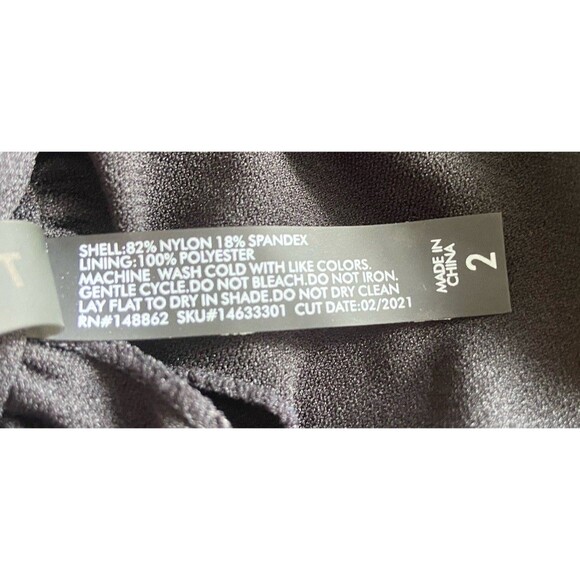 SHELL:82% NYLON 18% SPANDEX
LINING:100% POLYESTER
MACHINE WASH COLD WITH LIKE COLORS.
GENTLE CYCLE.DO NOT BLEACH.DO NOT IRON.
LAY FLAT TO DRY IN SHADE.DO NOT DRY CLEAN
RN#148862 SKU#14633301 CUT DATE:02/2021
MADE IN
CHINA
2
T